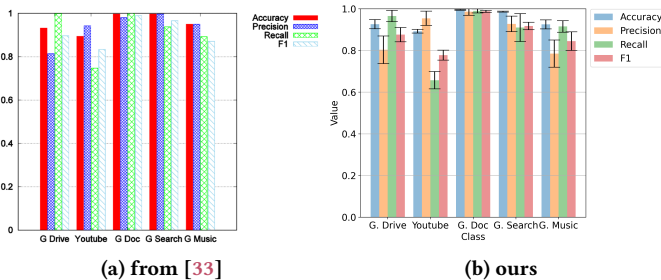 1
0.8
0.6
0.4
0.2
0
G Drive Youtube G Doc G Search G Music
Accuracy
Precision
Recall
F1
(a) from [33]
1.0
0.8
0.6
0.4
0.2
0.0
Value
G. Drive Youtube G. Doc G. Search G. Music
Class
Accuracy
Precision
Recall
F1
(b) ours